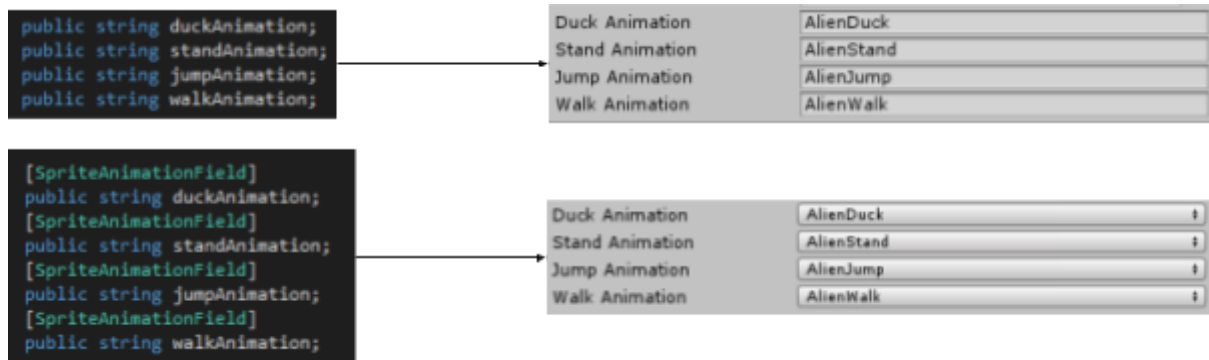 public string duckAnimation;
public string standAnimation;
public string jumpAnimation;
public string walkAnimation;
Duck Animation AlienDuck
Stand Animation AlienStand
Jump Animation AlienJump
Walk Animation AlienWalk
[SpriteAnimationField]
public string duckAnimation;
[SpriteAnimationField]
public string standAnimation;
[SpriteAnimationField]
public string jumpAnimation;
[SpriteAnimationField]
public string walkAnimation;
Duck Animation AlienDuck
Stand Animation AlienStand
Jump Animation AlienJump
Walk Animation AlienWalk